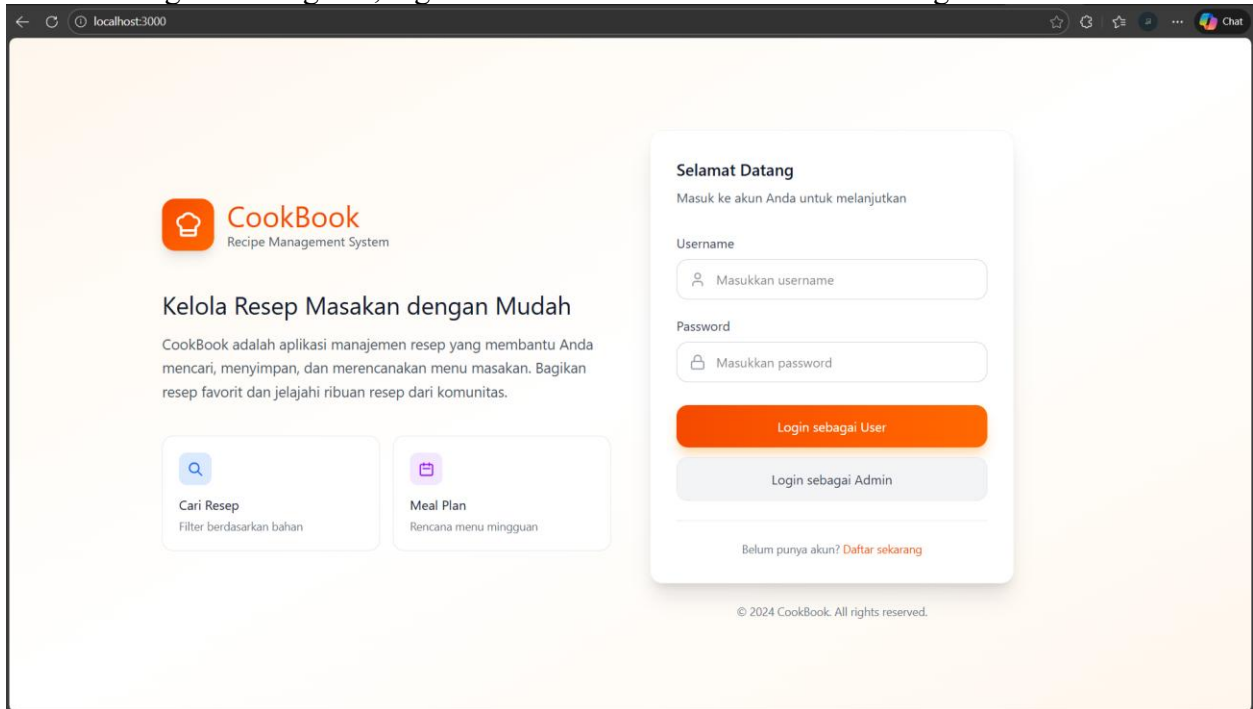 localhost:3000
Chat
CookBook
Recipe Management System
Kelola Resep Masakan dengan Mudah
CookBook adalah aplikasi manajemen resep yang membantu Anda
mencari, menyimpan, dan merencanakan menu masakan. Bagikan
resep favorit dan jelajahi ribuan resep dari komunitas.
Cari Resep
Filter berdasarkan bahan
Meal Plan
Rencana menu mingguan
Selamat Datang
Masuk ke akun Anda untuk melanjutkan
Username
Masukkan username
Password
Masukkan password
Login sebagai User
Login sebagai Admin
Belum punya akun? Daftar sekarang
© 2024 CookBook. All rights reserved.